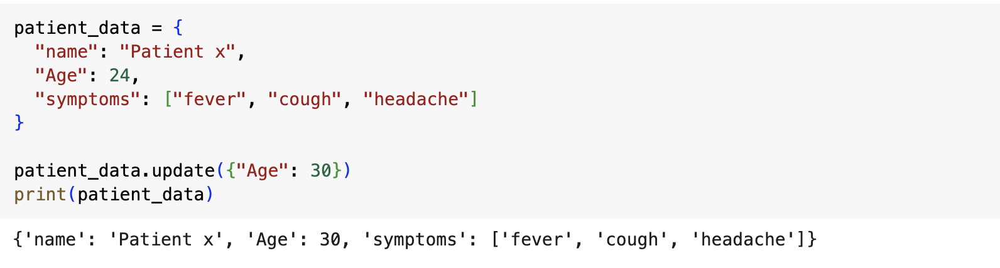 patient_data = {
  "name": "Patient x",
  "Age": 24,
  "symptoms": ["fever", "cough", "headache"]
}

patient_data.update({"Age": 30})
print(patient_data)
{'name': 'Patient x', 'Age': 30, 'symptoms': ['fever', 'cough', 'headache']}